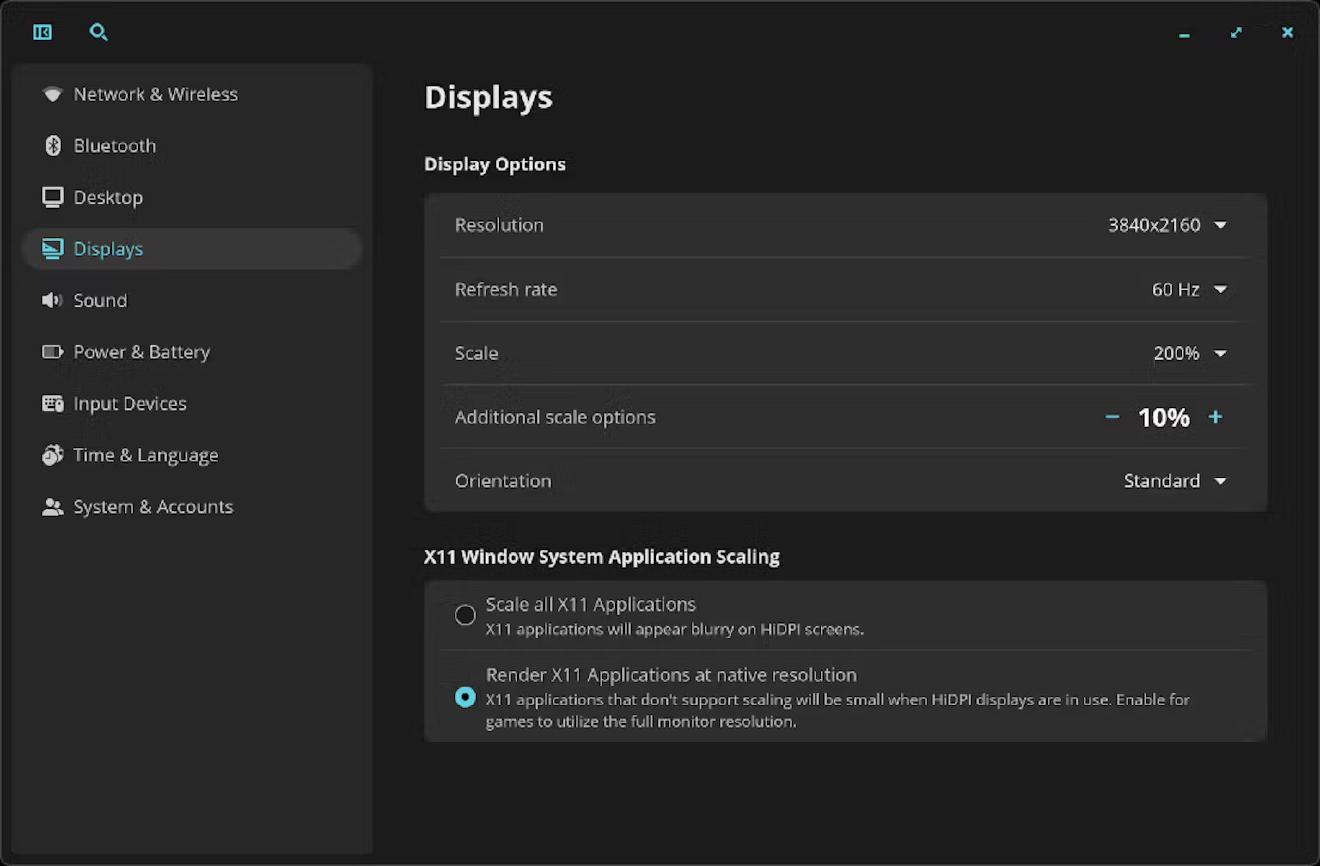 Network & Wireless
Bluetooth
Desktop
Displays
Sound
Power & Battery
Input Devices
Time & Language
System & Accounts
Displays
Display Options
Resolution 3840x2160
Refresh rate 60 Hz
Scale 200%
Additional scale options − 10% +
Orientation Standard
X11 Window System Application Scaling
Scale all X11 Applications
X11 applications will appear blurry on HiDPI screens.
Render X11 Applications at native resolution
X11 applications that don't support scaling will be small when HiDPI displays are in use. Enable for
games to utilize the full monitor resolution.